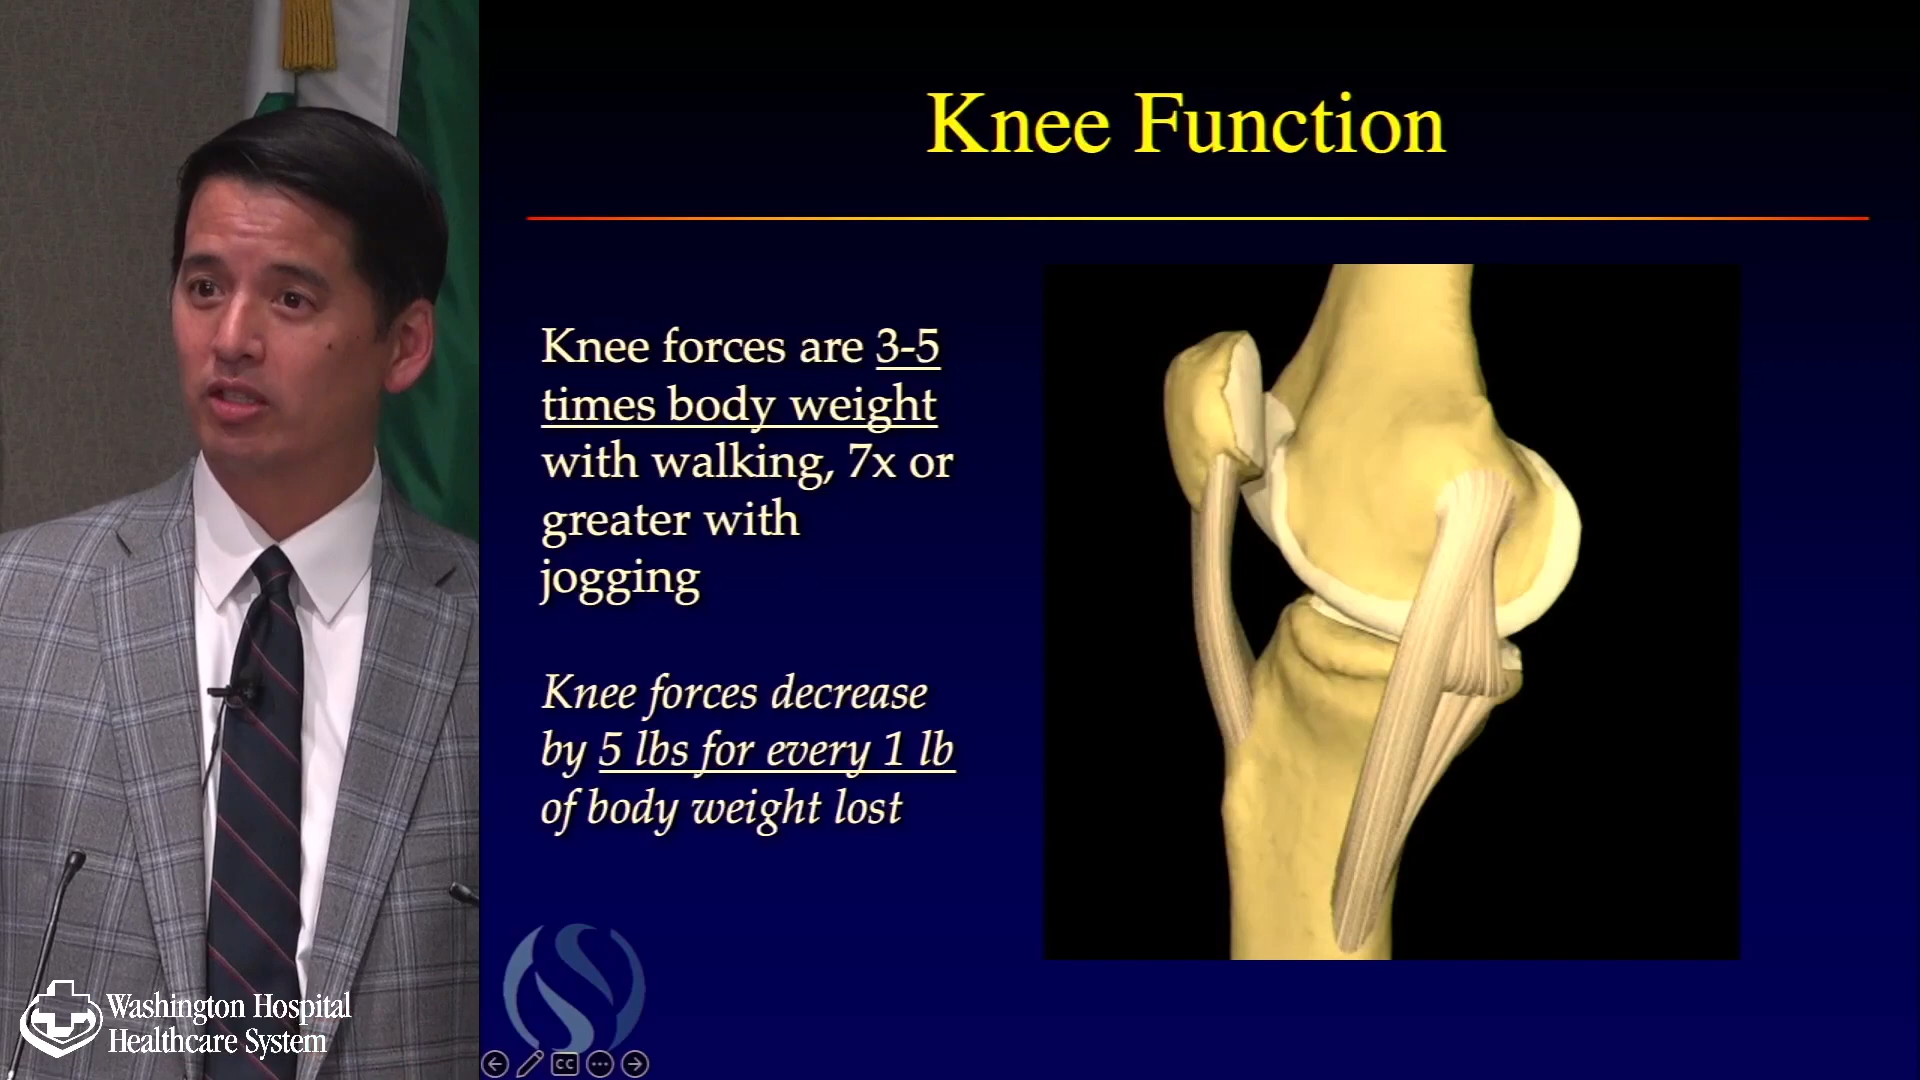 Knee Function
Knee forces are 3-5
times body weight
with walking, 7x or
greater with
jogging
Knee forces decrease
by 5 lbs for every 1 lb
of body weight lost
Washington Hospital
Healthcare System
CC